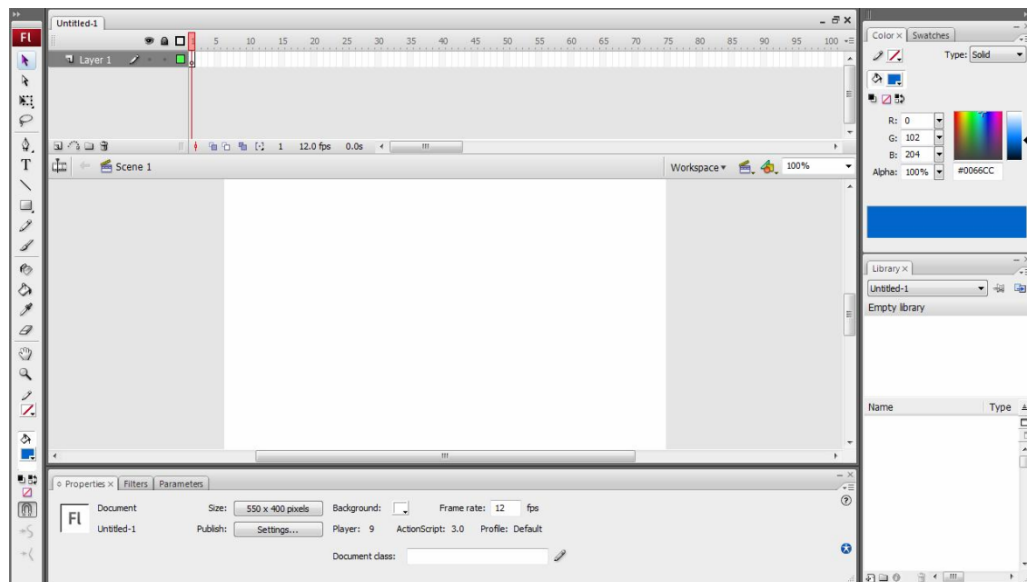 Untitled-1
Fl
5 10 15 20 25 30 35 40 45 50 55 60 65 70 75 80 85 90 95 100
Layer 1
1 12.0 fps 0.0s
Scene 1
Workspace
100%
T
Properties × Filters Parameters
Fl
Document
Untitled-1
Size: 550 x 400 pixels
Background:
Frame rate: 12 fps
Publish: Settings...
Player: 9 ActionScript: 3.0 Profile: Default
Document class:
Color × Swatches
Type: Solid
R: 0
G: 102
B: 204
Alpha: 100%
#0066CC
Library ×
Untitled-1
Empty library
Name Type